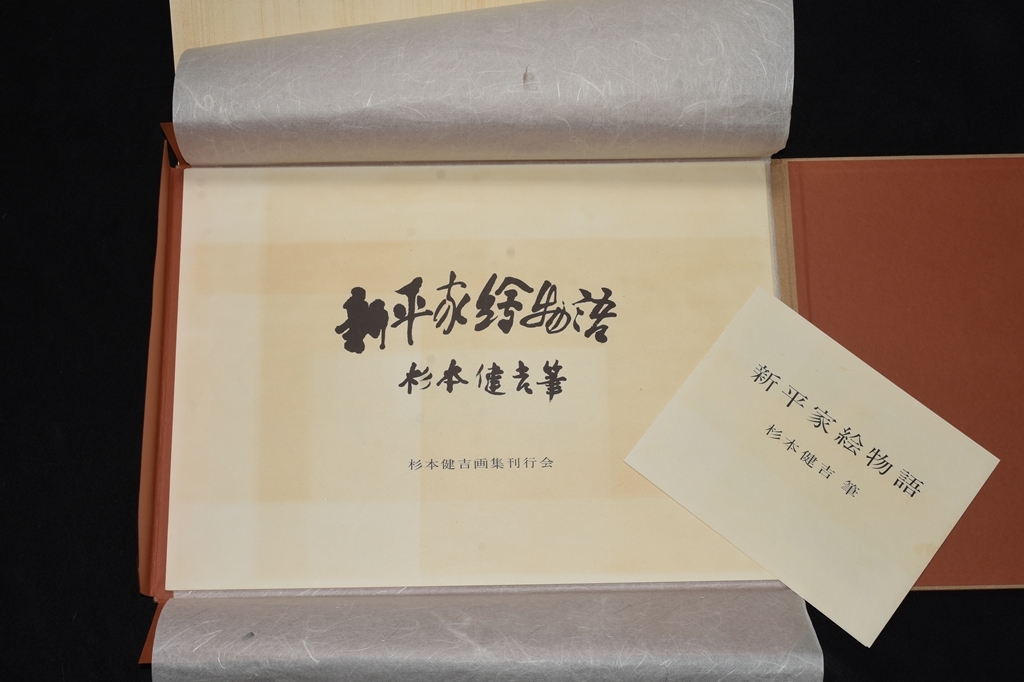 新平家繪物語
杉本健吉筆
杉本健吉画集刊行会
新平家絵物語
杉本健吉 筆